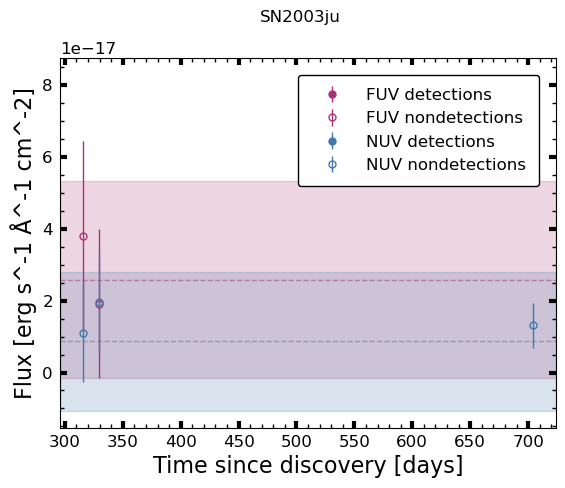 SN2003ju
1e−17
FUV detections
FUV nondetections
NUV detections
NUV nondetections
8
6
4
2
0
Flux [erg s^-1 Å^-1 cm^-2]
300 350 400 450 500 550 600 650 700
Time since discovery [days]